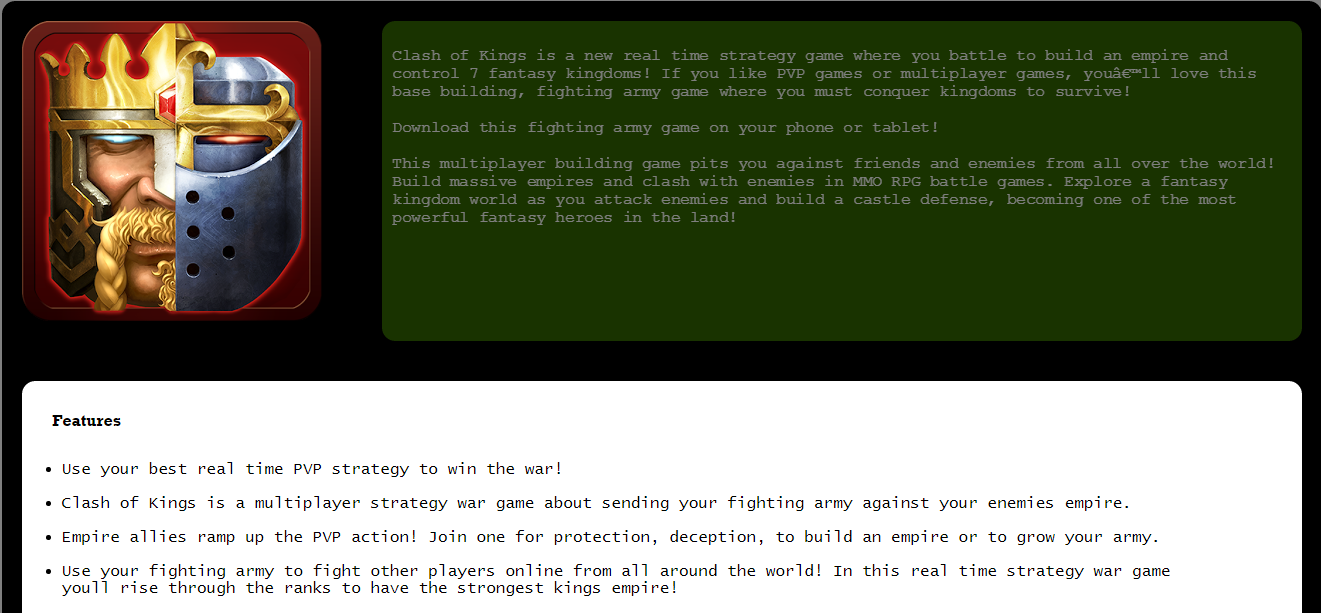 Clash of Kings is a new real time strategy game where you battle to build an empire and
control 7 fantasy kingdoms! If you like PVP games or multiplayer games, youâ€™ll love this
base building, fighting army game where you must conquer kingdoms to survive!
Download this fighting army game on your phone or tablet!
This multiplayer building game pits you against friends and enemies from all over the world!
Build massive empires and clash with enemies in MMO RPG battle games. Explore a fantasy
kingdom world as you attack enemies and build a castle defense, becoming one of the most
powerful fantasy heroes in the land!
Features
• Use your best real time PVP strategy to win the war!
• Clash of Kings is a multiplayer strategy war game about sending your fighting army against your enemies empire.
• Empire allies ramp up the PVP action! Join one for protection, deception, to build an empire or to grow your army.
• Use your fighting army to fight other players online from all around the world! In this real time strategy war game
youll rise through the ranks to have the strongest kings empire!